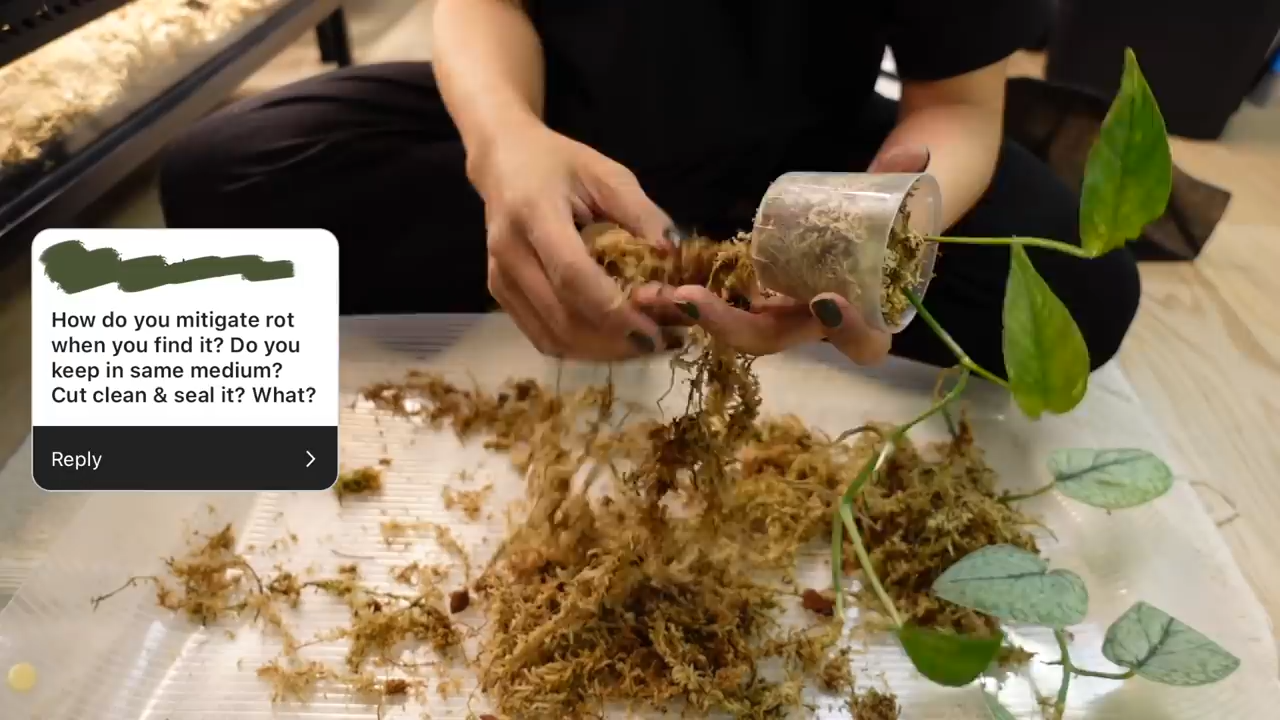 How do you mitigate rot
when you find it? Do you
keep in same medium?
Cut clean & seal it? What?
Reply